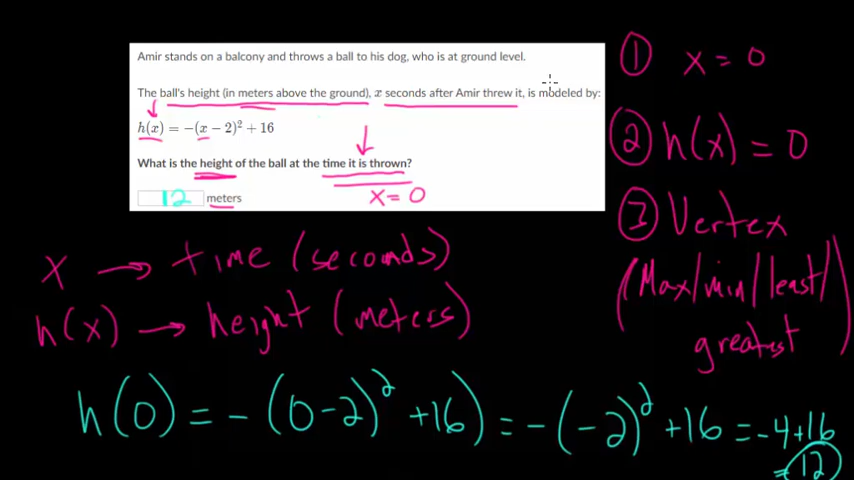 Amir stands on a balcony and throws a ball to his dog, who is at ground level.
The ball's height (in meters above the ground), x seconds after Amir threw it, is modeled by:
h(x) = −(x − 2)² + 16
What is the height of the ball at the time it is thrown?
x = 0
12 meters
① x = 0
② h(x) = 0
③ Vertex
(Max/min/least/
greatest)
x → time (seconds)
h(x) → height (meters)
h(0) = −(0−2)² +16) = −(−2)² +16 = −4+16
= 12